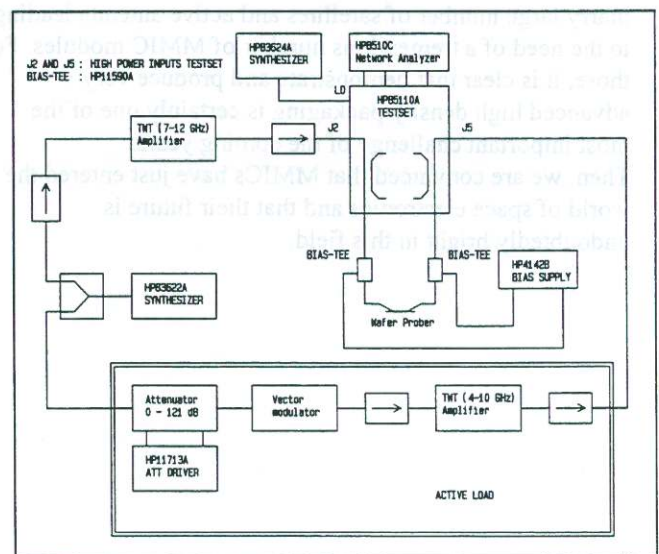 J2 AND J5 : HIGH POWER INPUTS TESTSET
BIAS-TEE : HP11590A
HP83624A
SYNTHESIZER
HP8510C
Network Analyzer
LO
HP85110A
TESTSET
J2
J5
TWT (7-12 GHz)
Amplifier
BIAS-TEE
BIAS-TEE
HP4142B
BIAS SUPPLY
HP83622A
SYNTHESIZER
Wafer Prober
Attenuator
0 - 121 dB
Vector
modulator
TWT (4-10 GHz)
Amplifier
HP11713A
ATT DRIVER
ACTIVE LOAD